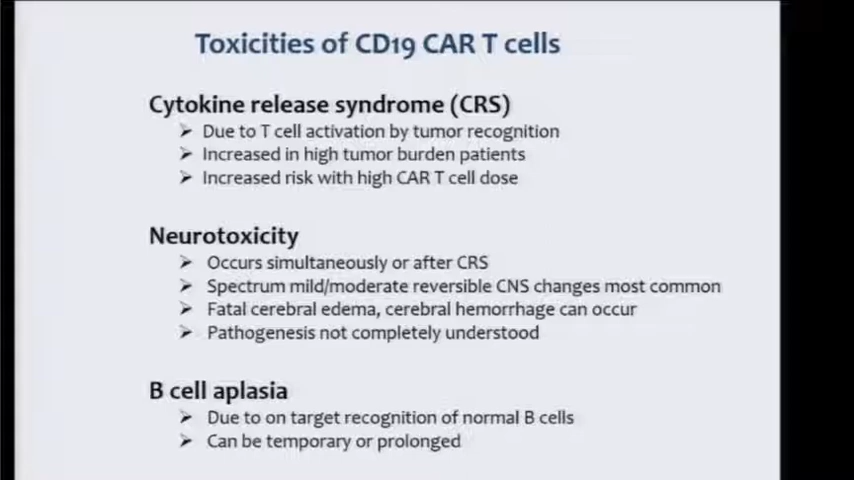 Toxicities of CD19 CAR T cells
Cytokine release syndrome (CRS)
➤ Due to T cell activation by tumor recognition
➤ Increased in high tumor burden patients
➤ Increased risk with high CAR T cell dose
Neurotoxicity
➤ Occurs simultaneously or after CRS
➤ Spectrum mild/moderate reversible CNS changes most common
➤ Fatal cerebral edema, cerebral hemorrhage can occur
➤ Pathogenesis not completely understood
B cell aplasia
➤ Due to on target recognition of normal B cells
➤ Can be temporary or prolonged